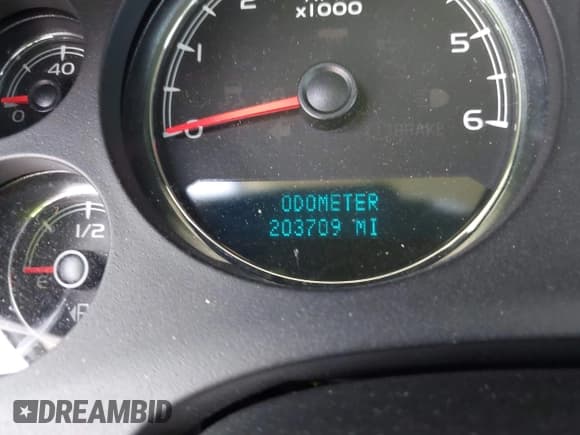 x1000
2
1
5
40
0
0
6
BRAKE
1/2
E
ODOMETER
203709 MI
DREAMBID